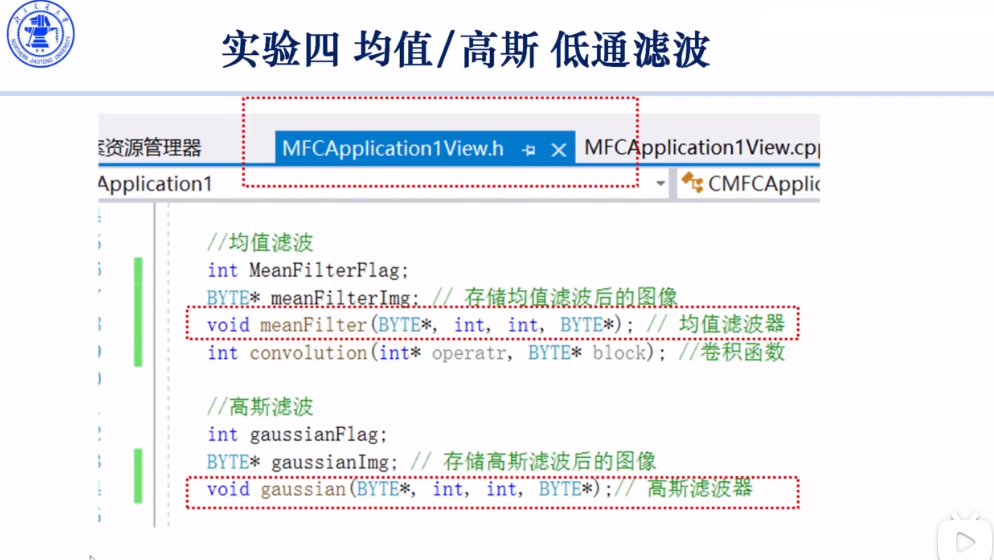 实验四 均值/高斯 低通滤波
NORTHERN JIAOTONG UNIVERSITY
案资源管理器
MFCApplication1View.h
MFCApplication1View.cpp
Application1
CMFCApplic
//均值滤波
int MeanFilterFlag;
BYTE* meanFilterImg; // 存储均值滤波后的图像
void meanFilter(BYTE*, int, int, BYTE*); // 均值滤波器
int convolution(int* operatr, BYTE* block); //卷积函数
//高斯滤波
int gaussianFlag;
BYTE* gaussianImg; // 存储高斯滤波后的图像
void gaussian(BYTE*, int, int, BYTE*);// 高斯滤波器